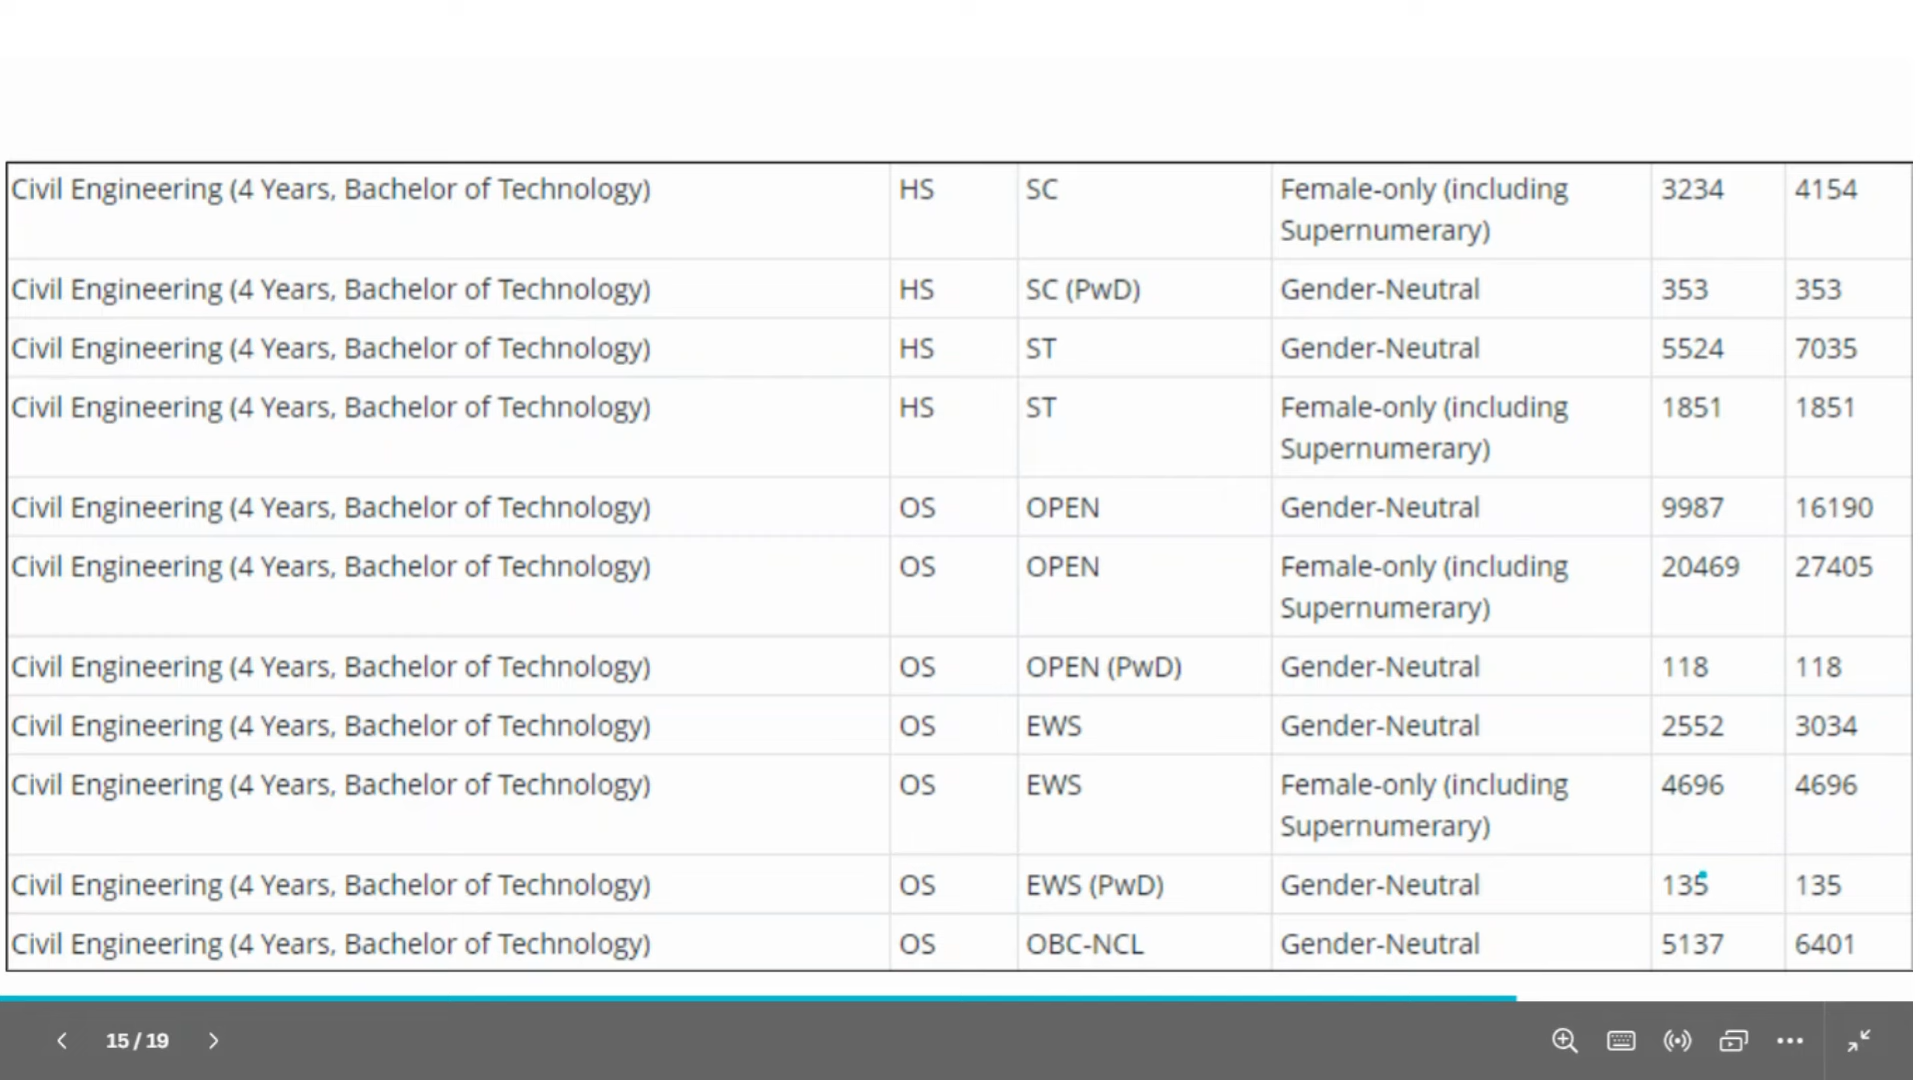 Civil Engineering (4 Years, Bachelor of Technology) HS SC Female-only (including Supernumerary) 3234 4154
Civil Engineering (4 Years, Bachelor of Technology) HS SC (PwD) Gender-Neutral 353 353
Civil Engineering (4 Years, Bachelor of Technology) HS ST Gender-Neutral 5524 7035
Civil Engineering (4 Years, Bachelor of Technology) HS ST Female-only (including Supernumerary) 1851 1851
Civil Engineering (4 Years, Bachelor of Technology) OS OPEN Gender-Neutral 9987 16190
Civil Engineering (4 Years, Bachelor of Technology) OS OPEN Female-only (including Supernumerary) 20469 27405
Civil Engineering (4 Years, Bachelor of Technology) OS OPEN (PwD) Gender-Neutral 118 118
Civil Engineering (4 Years, Bachelor of Technology) OS EWS Gender-Neutral 2552 3034
Civil Engineering (4 Years, Bachelor of Technology) OS EWS Female-only (including Supernumerary) 4696 4696
Civil Engineering (4 Years, Bachelor of Technology) OS EWS (PwD) Gender-Neutral 135 135
Civil Engineering (4 Years, Bachelor of Technology) OS OBC-NCL Gender-Neutral 5137 6401
15 / 19